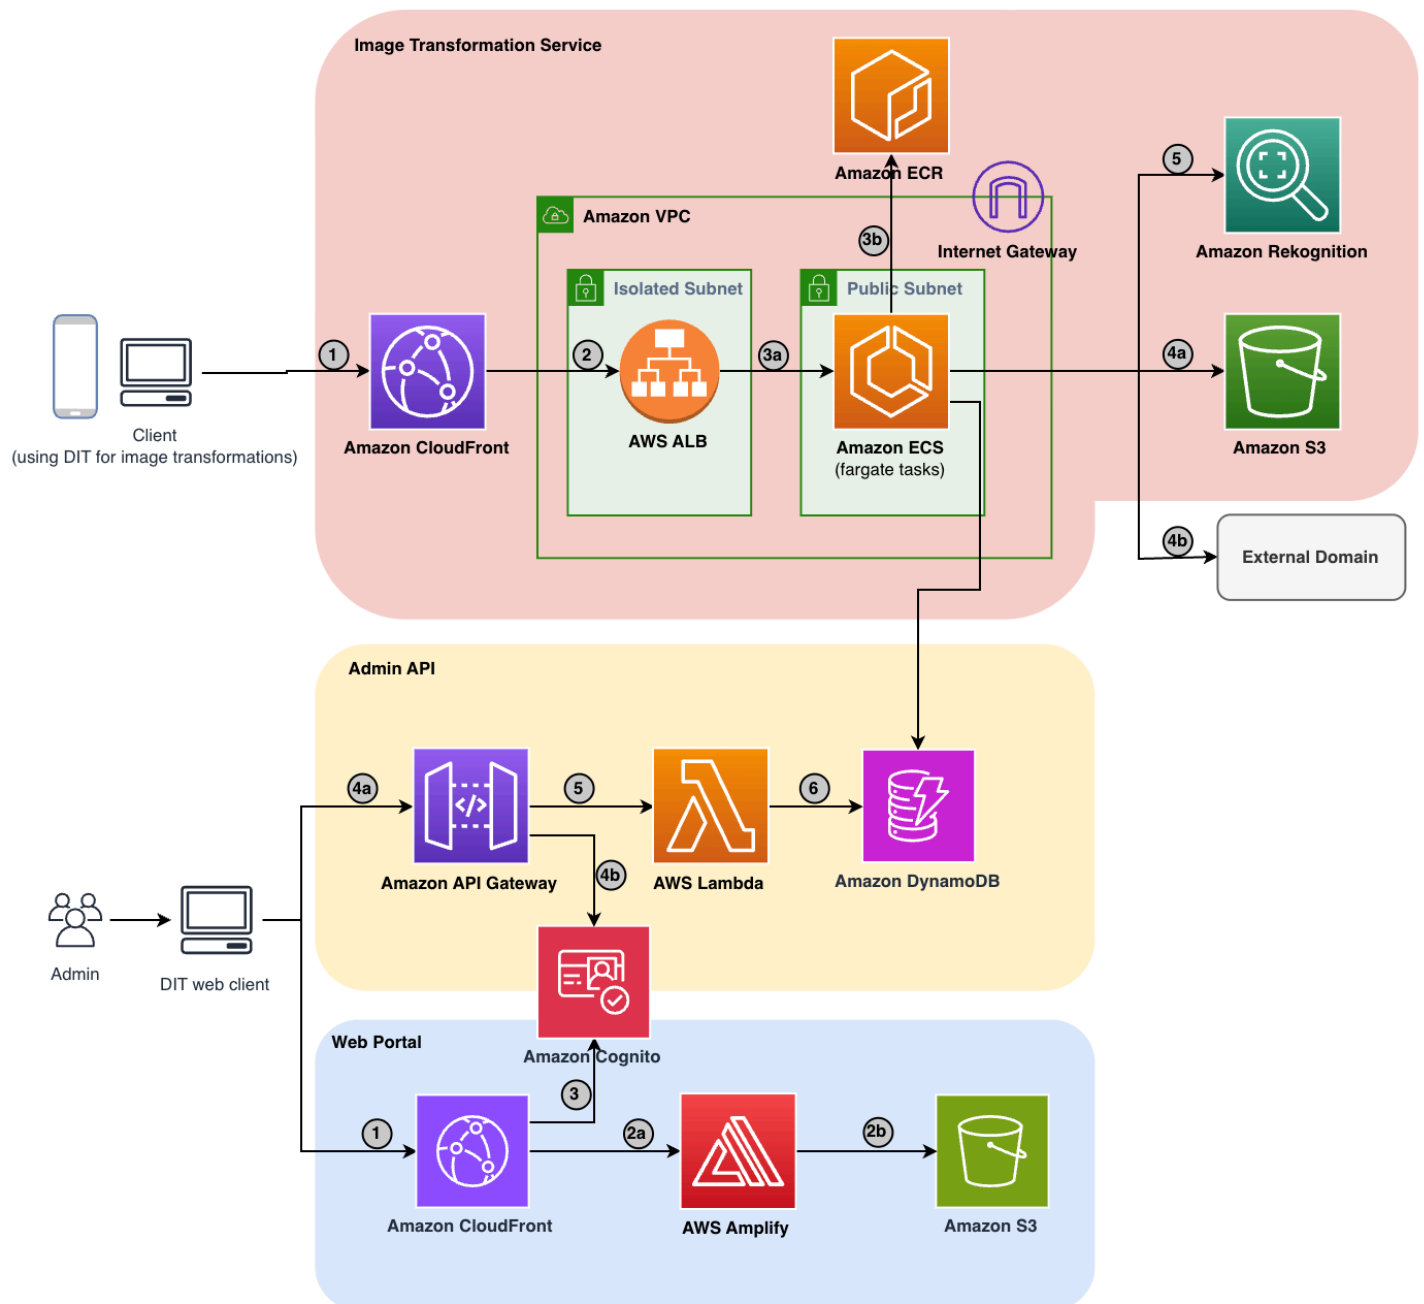 Image Transformation Service
Amazon ECR
5
Amazon Rekognition
Amazon VPC
3b
Internet Gateway
Isolated Subnet
Public Subnet
1
2
3a
4a
Client
(using DIT for image transformations)
Amazon CloudFront
AWS ALB
Amazon ECS
(fargate tasks)
Amazon S3
4b
External Domain
Admin API
4a
5
6
Amazon API Gateway
4b
AWS Lambda
Amazon DynamoDB
Admin
DIT web client
Web Portal
Amazon Cognito
3
1
2a
2b
Amazon CloudFront
AWS Amplify
Amazon S3